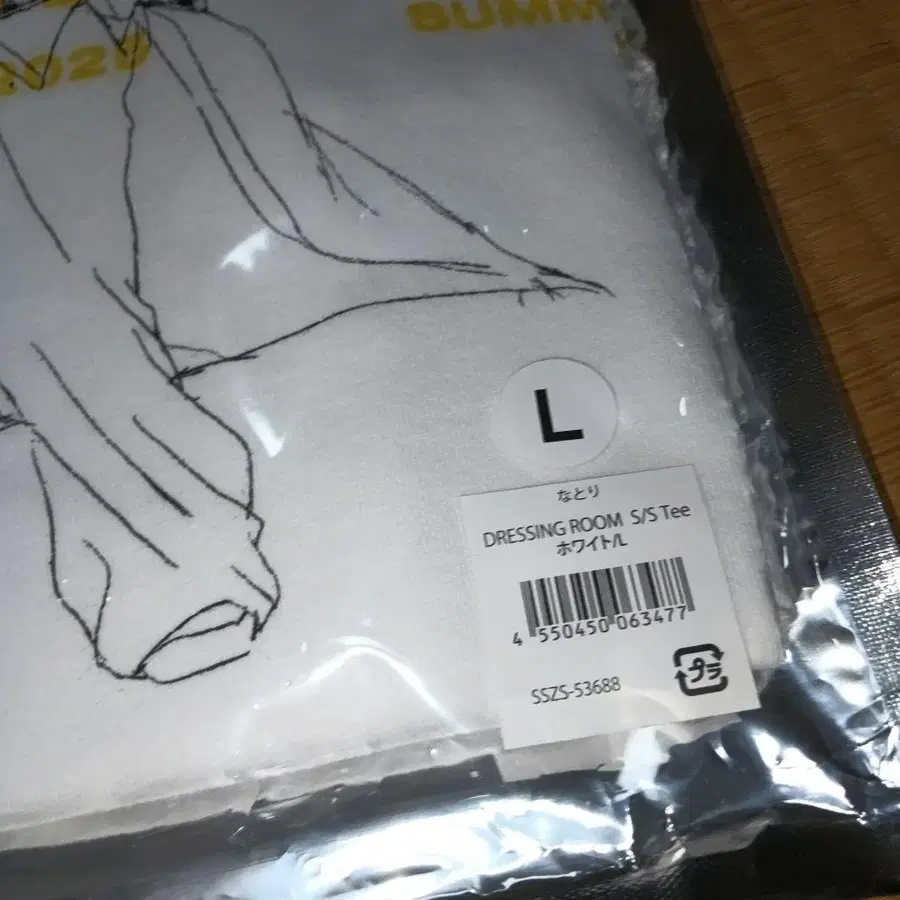 SUMM
L
なとり
DRESSING ROOM S/S Tee
ホワイト/L
4 550450 063477
SSZS-53688
プラ